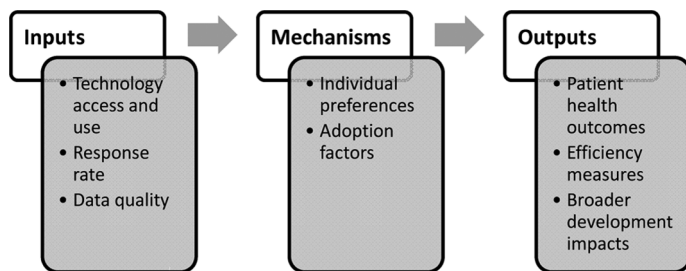 Inputs
• Technology
access and
use
• Response
rate
• Data quality
Mechanisms
• Individual
preferences
• Adoption
factors
Outputs
• Patient
health
outcomes
• Efficiency
measures
• Broader
development
impacts